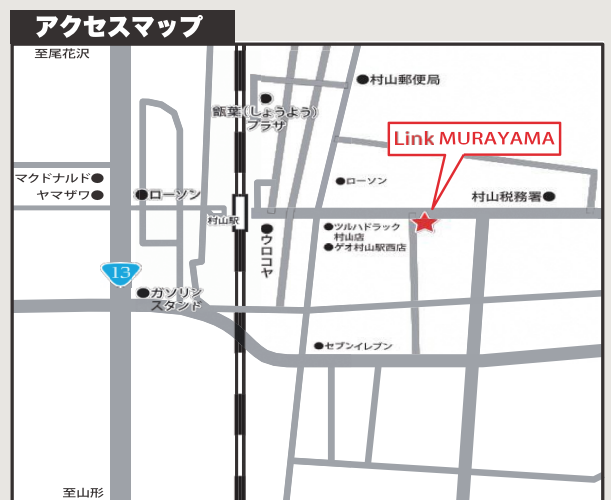 アクセスマップ
至尾花沢
村山郵便局
飯葉(しょうよう)
プラザ
Link MURAYAMA
マクドナルド
ヤマザワ
ローソン
ローソン
村山税務署
村山駅
ウロコヤ
ツルハドラック
村山店
ゲオ村山駅西店
13
ガソリン
スタンド
セブンイレブン
至山形